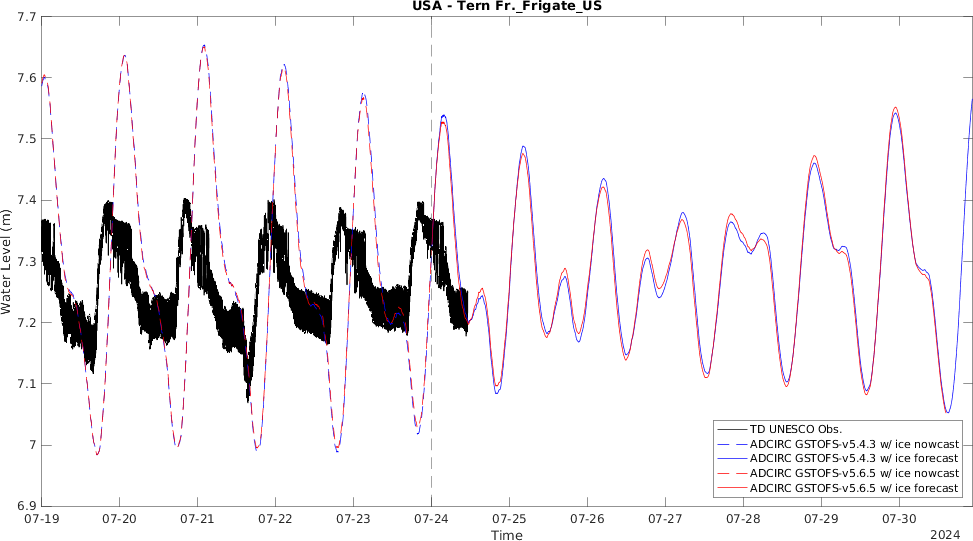 USA - Tern Fr._Frigate_US
7.7
7.6
7.5
7.4
7.3
7.2
7.1
7
6.9
Water Level (m)
07-19 07-20 07-21 07-22 07-23 07-24 07-25 07-26 07-27 07-28 07-29 07-30
Time
2024
TD UNESCO Obs.
ADCIRC GSTOFS-v5.4.3 w/ ice nowcast
ADCIRC GSTOFS-v5.4.3 w/ ice forecast
ADCIRC GSTOFS-v5.6.5 w/ ice nowcast
ADCIRC GSTOFS-v5.6.5 w/ ice forecast